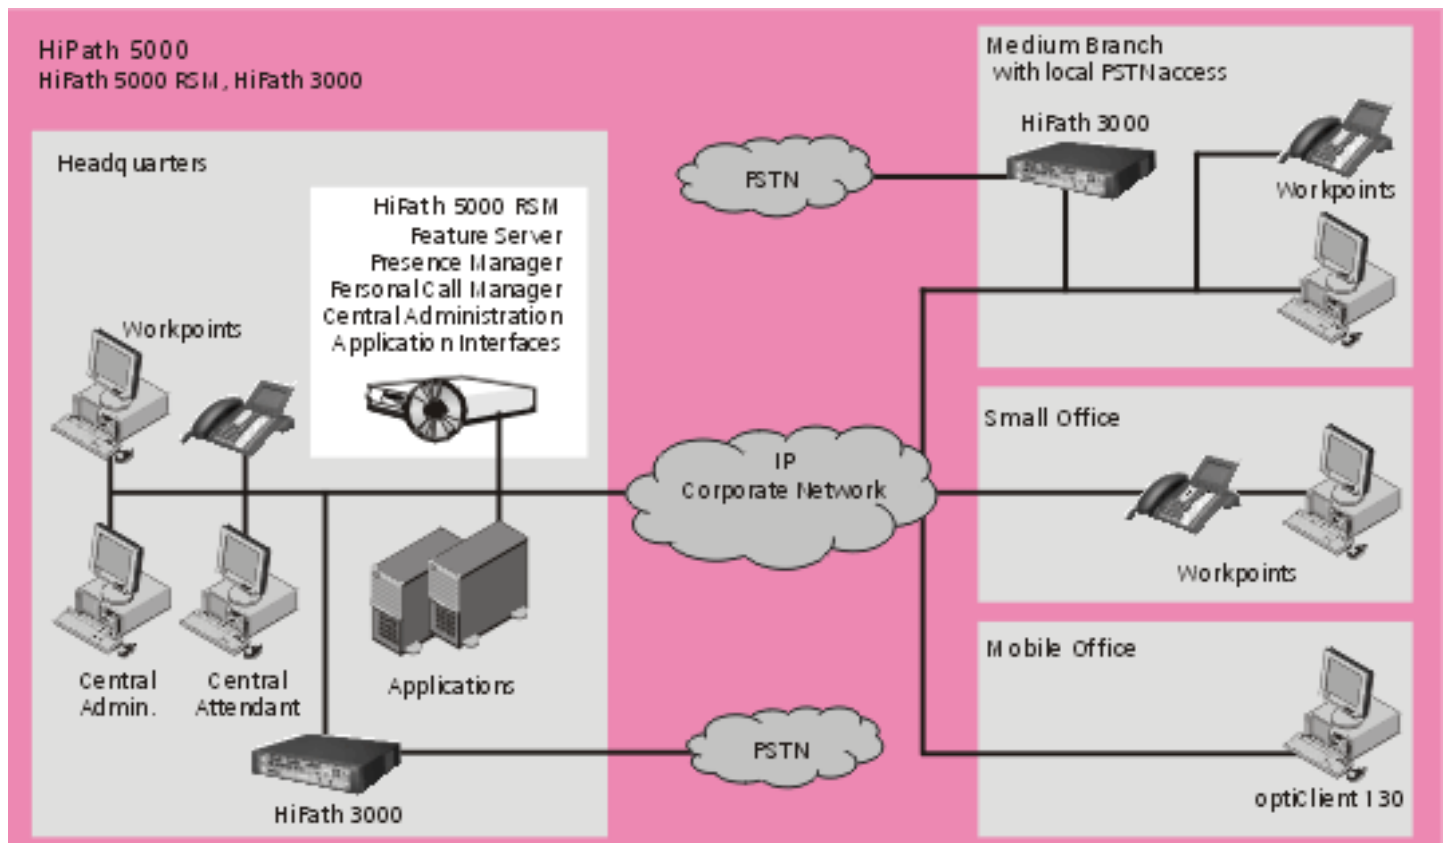 HiPath 5000
HiPath 5000 RSM, HiPath 3000
Headquarters
HiPath 5000 RSM
Feature Server
Presence Manager
Personal Call Manager
Central Administration
Application Interfaces
Workpoints
Central
Admin.
Central
Attendant
Applications
HiPath 3000
PSTN
IP
Corporate Network
PSTN
Medium Branch
with local PSTN access
HiPath 3000
Workpoints
Small Office
Workpoints
Mobile Office
optiClient 130